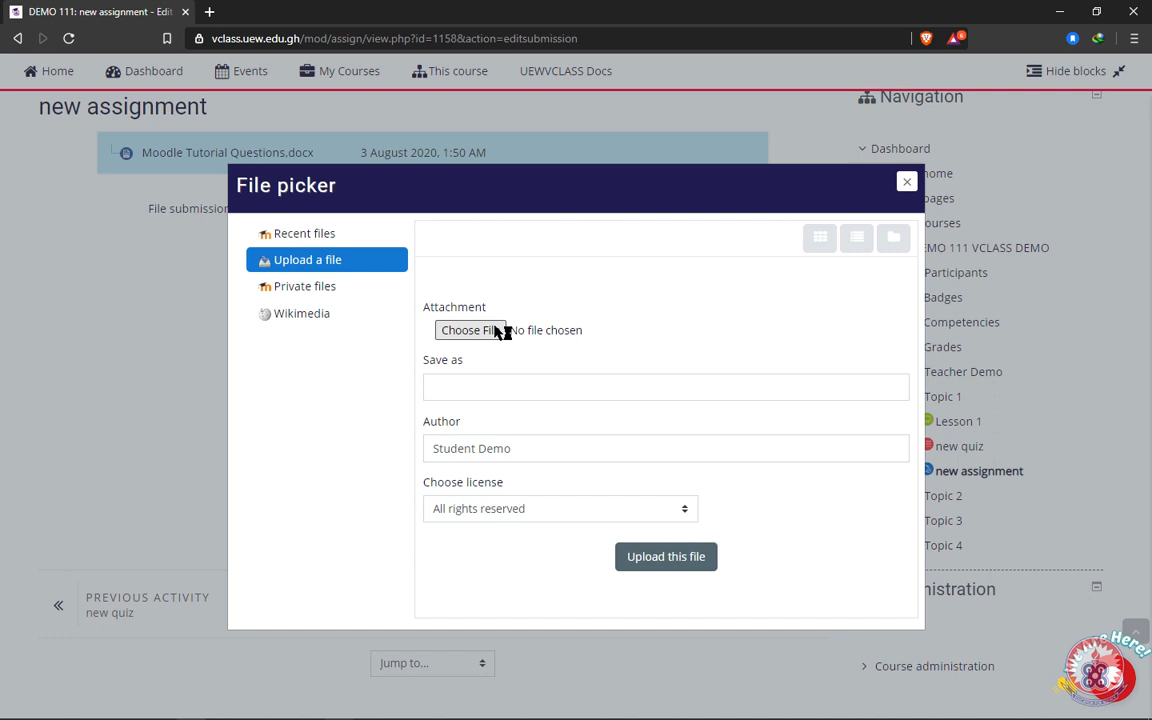 DEMO 111: new assignment - Edit
vclass.uew.edu.gh/mod/assign/view.php?id=1158&action=editsubmission
6
Home Dashboard Events My Courses This course UEWVCLASS Docs Hide blocks
new assignment
Navigation
Moodle Tutorial Questions.docx 3 August 2020, 1:50 AM
Dashboard
File picker
home
pages
File submission
ourses
Recent files
EMO 111 VCLASS DEMO
Upload a file
Participants
Private files
Badges
Wikimedia
Attachment
Competencies
Choose Fil No file chosen
Grades
Save as
Teacher Demo
Topic 1
Author
Lesson 1
Student Demo
new quiz
new assignment
Choose license
Topic 2
All rights reserved
Topic 3
Topic 4
Upload this file
PREVIOUS ACTIVITY
new quiz
inistration
Jump to...
Course administration
e Here!